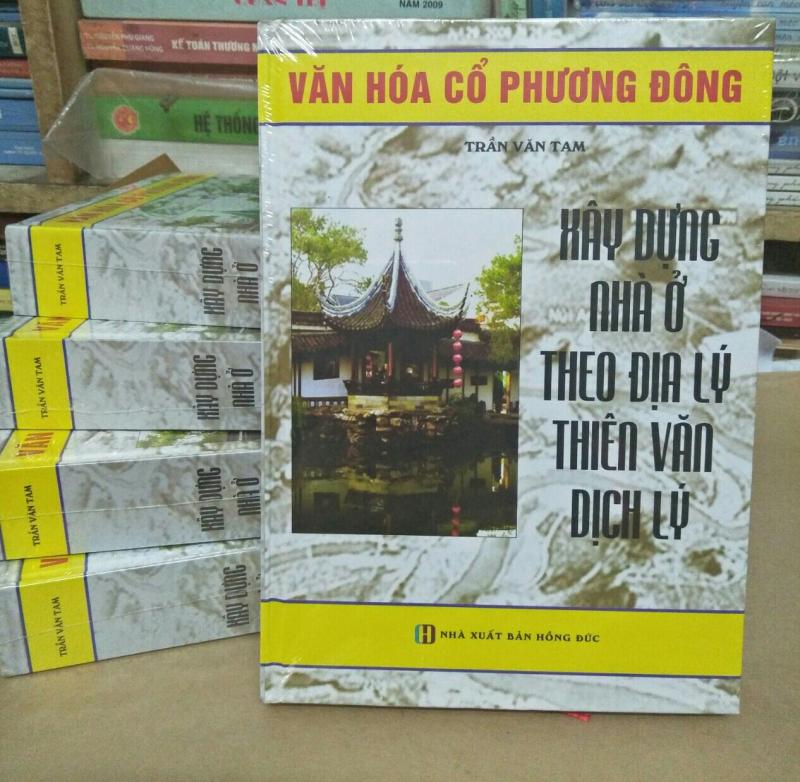 NĂM 2009
KẾ TOÁN THƯƠNG M
HỆ THỐNG
VĂN HÓA CỔ PHƯƠNG ĐÔNG
TRẦN VĂN TAM
XÂY DỰNG
NHÀ Ở
THEO ĐỊA LÝ
THIÊN VĂN
DỊCH LÝ
NHÀ XUẤT BẢN HỒNG ĐỨC
TRẦN VĂN TAM
XÂY DỰNG
NHÀ Ở
TRẦN VĂN TAM
XÂY DỰNG
NHÀ Ở
VĂN
TRẦN VĂN TAM
XÂY DỰNG
NHÀ Ở
TRẦN VĂN TAM
XÂY DỰNG